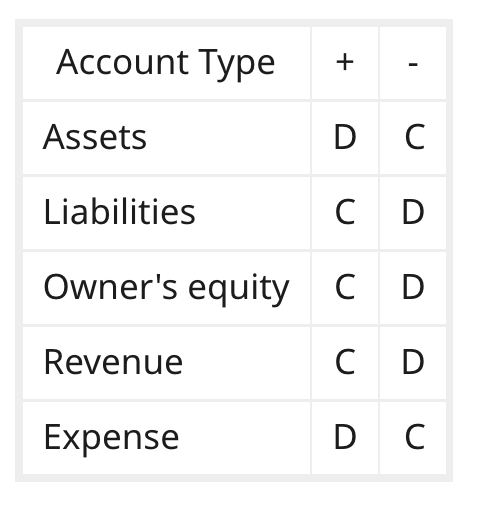 Account Type + -
Assets D C
Liabilities C D
Owner's equity C D
Revenue C D
Expense D C